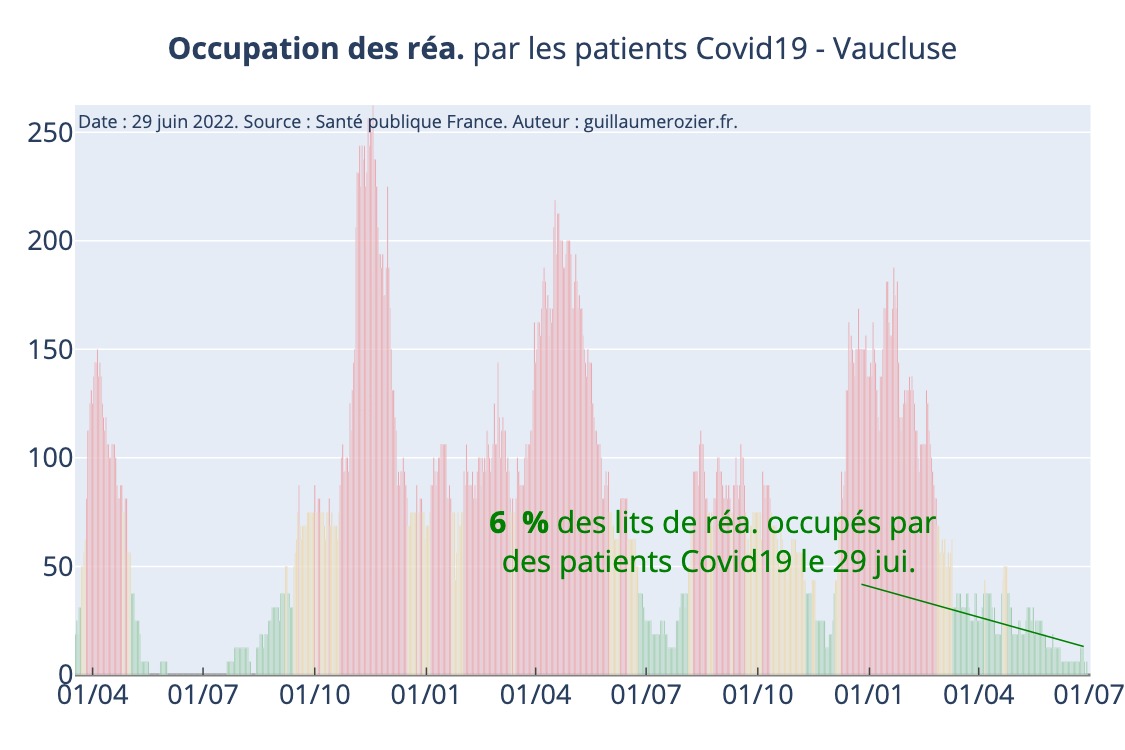 Occupation des réa. par les patients Covid19 - Vaucluse
Date : 29 juin 2022. Source : Santé publique France. Auteur : guillaumerozier.fr.
250
200
150
100
50
0
6 % des lits de réa. occupés par
des patients Covid19 le 29 jui.
01/04 01/07 01/10 01/01 01/04 01/07 01/10 01/01 01/04 01/07